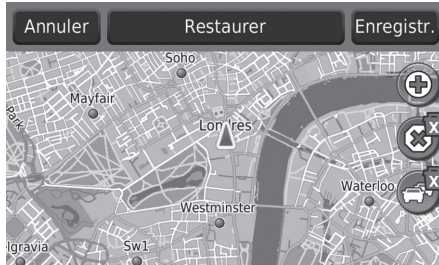 Annuler
Restaurer
Enregistr.
Soho
Mayfair
Park
Londres
Waterloo
Westminster
lgravia
Sw1
X
X